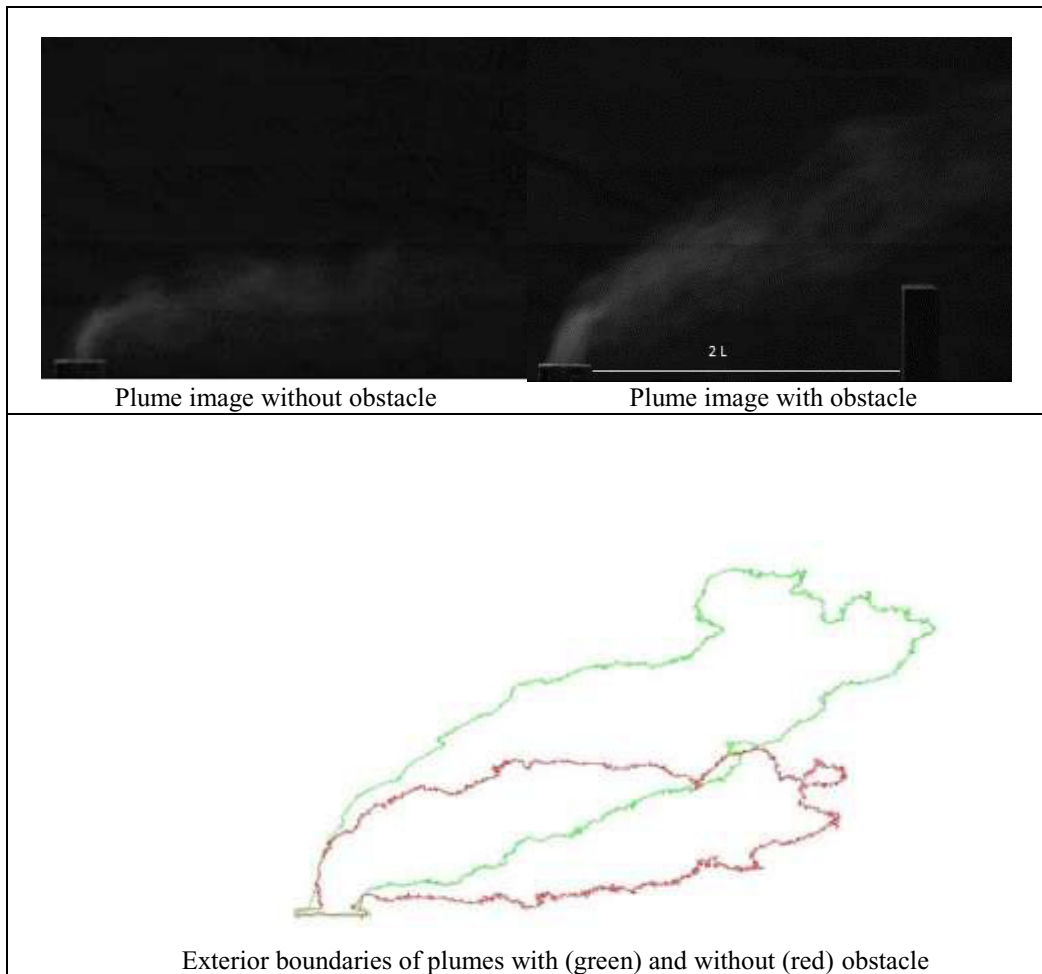 2 L
Plume image without obstacle
Plume image with obstacle
Exterior boundaries of plumes with (green) and without (red) obstacle